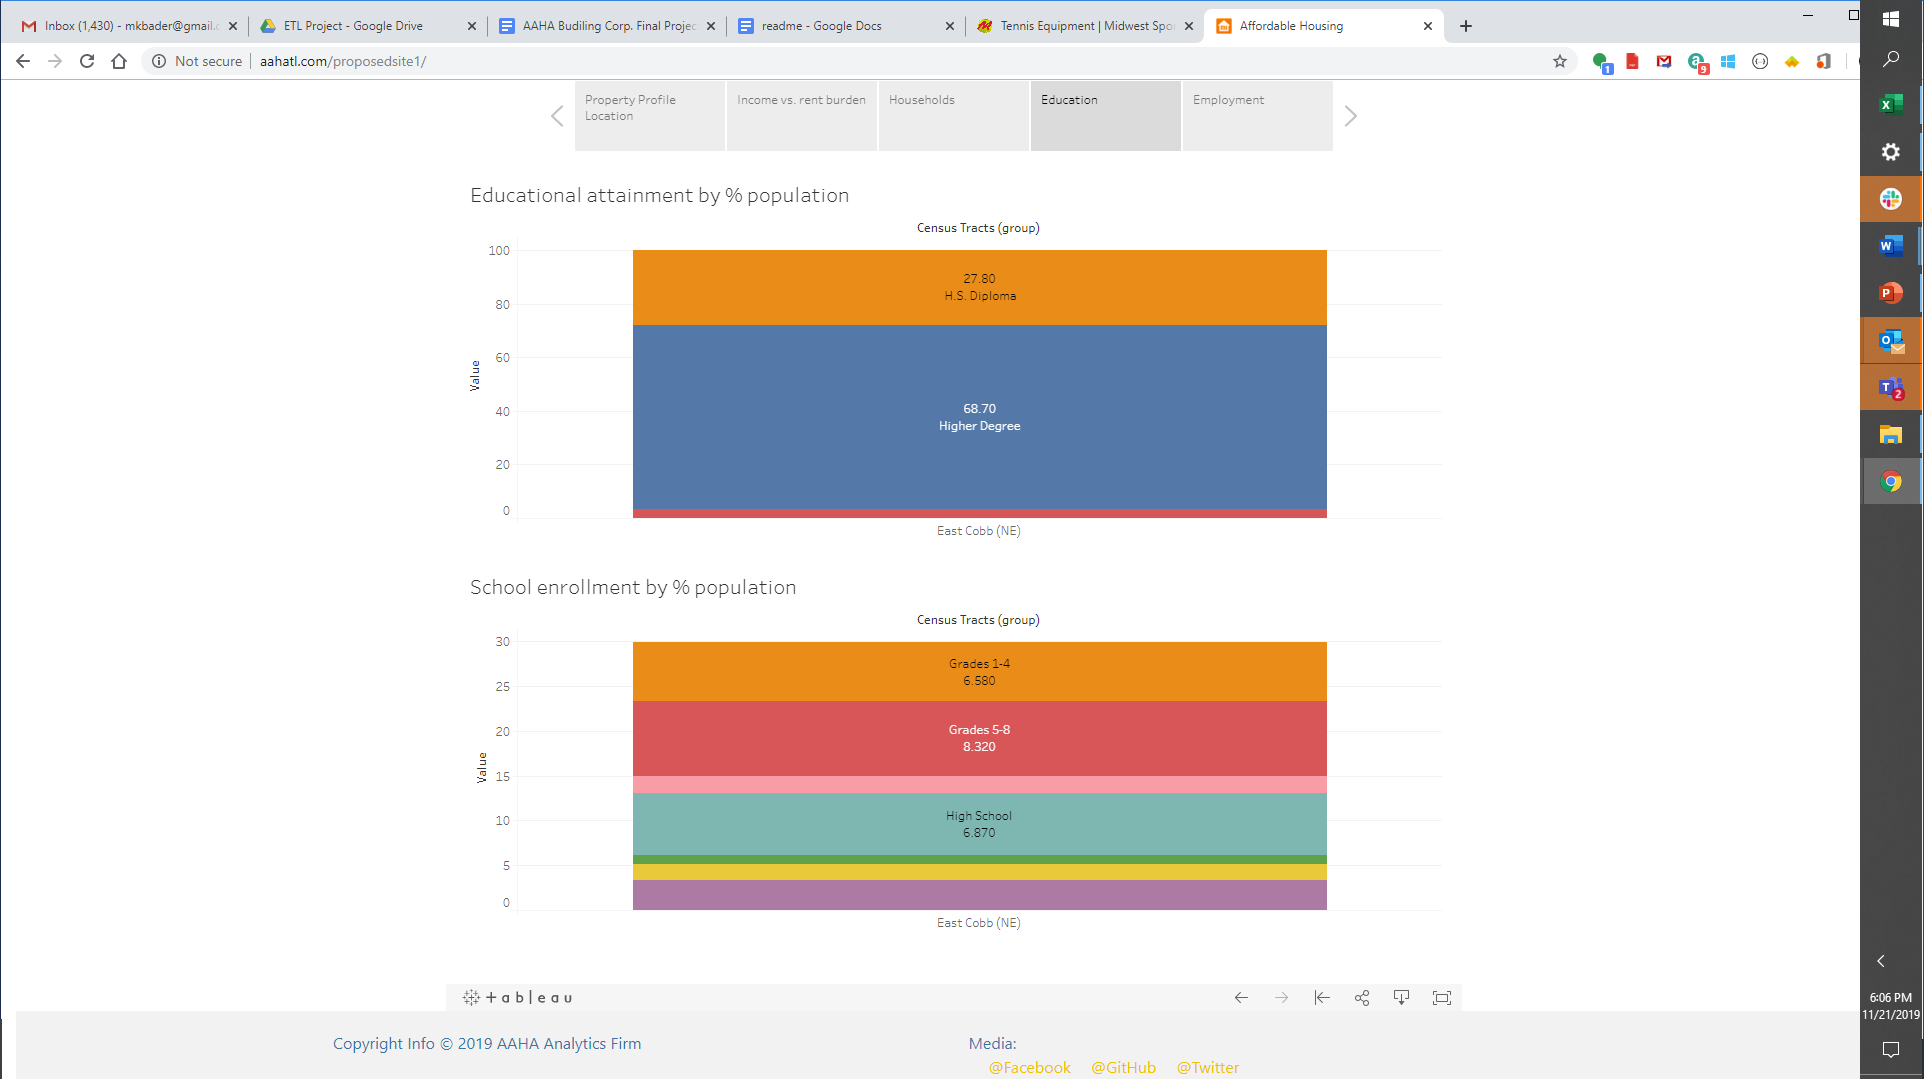 Inbox (1,430) - mkbader@gmail.c
ETL Project - Google Drive
AAHA Budiling Corp. Final Projec
readme - Google Docs
Tennis Equipment | Midwest Spo
Affordable Housing
Not secure
aahatl.com/proposedsite1/
1
9
Property Profile
Location
Income vs. rent burden
Households
Education
Employment
Educational attainment by % population
Census Tracts (group)
100
80
60
40
20
0
Value
27.80
H.S. Diploma
68.70
Higher Degree
East Cobb (NE)
School enrollment by % population
Census Tracts (group)
30
25
20
15
10
5
0
Value
Grades 1-4
6.580
Grades 5-8
8.320
High School
6.870
East Cobb (NE)
+ a b l e a u
Copyright Info © 2019 AAHA Analytics Firm
Media:
@Facebook
@GitHub
@Twitter
X
W
P
O
T
2
6:06 PM
11/21/2019